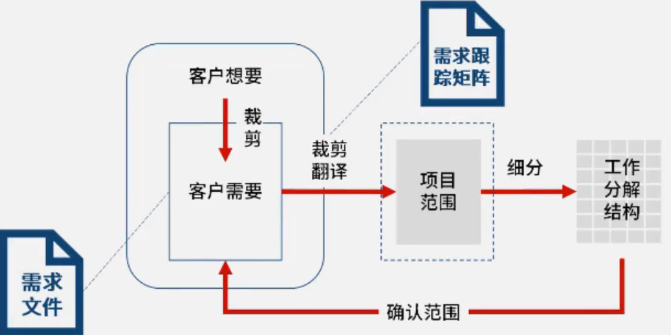 需求跟
踪矩阵
客户想要
裁
剪
客户需要
裁剪
翻译
项目
范围
细分
工作
分解
结构
需求
文件
确认范围